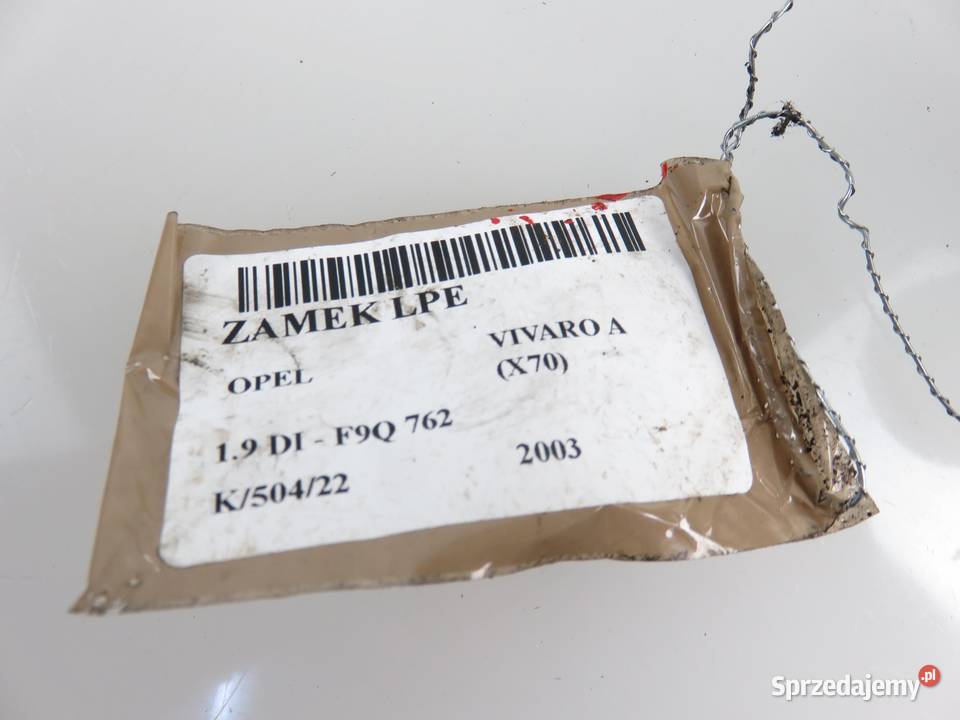 ZAMEK LPE
OPEL
VIVARO A
(X70)
1.9 DI - F9Q 762
2003
K/504/22
Sprzedajemy.pl